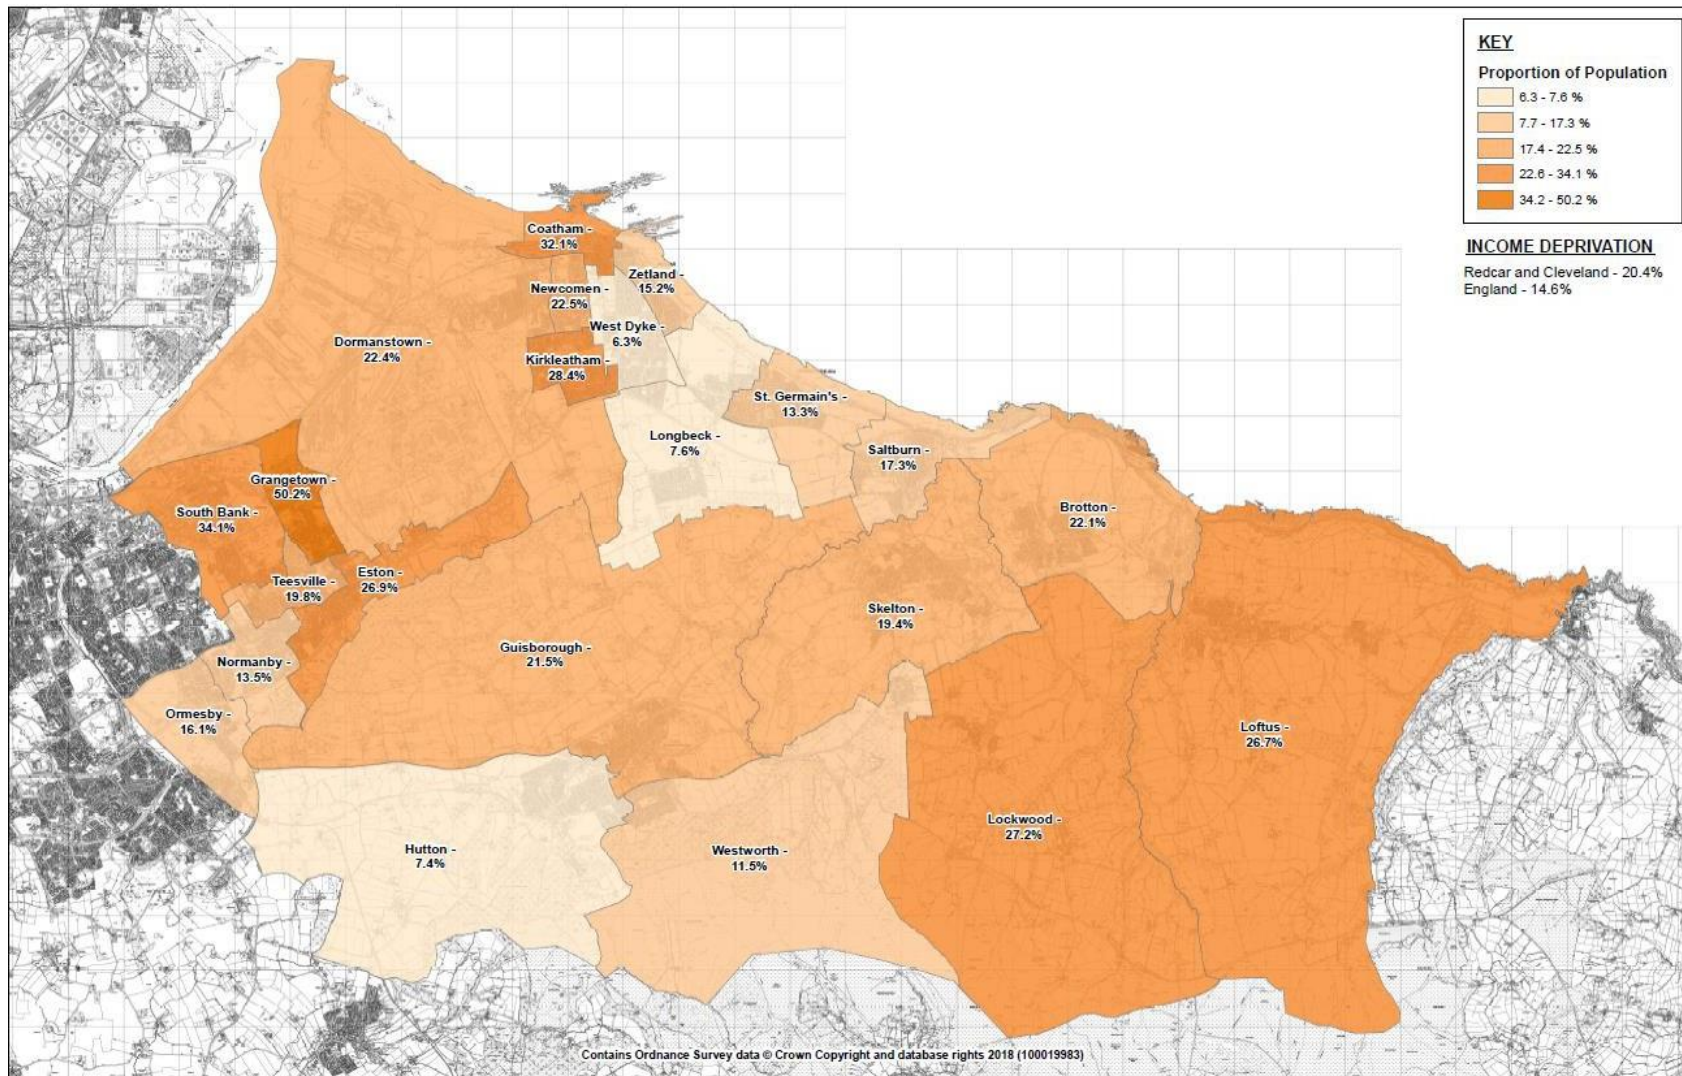 KEY
Proportion of Population
6.3 - 7.6 %
7.7 - 17.3 %
17.4 - 22.5 %
22.6 - 34.1 %
34.2 - 50.2 %
INCOME DEPRIVATION
Redcar and Cleveland - 20.4%
England - 14.6%
Coatham -
32.1%
Zetland -
15.2%
Newcomen -
22.5%
West Dyke -
6.3%
Dormanstown -
22.4%
Kirkleatham -
28.4%
St. Germain's -
13.3%
Longbeck -
7.6%
Saltburn -
17.3%
Grangetown -
50.2%
South Bank -
34.1%
Brotton -
22.1%
Teesville -
19.8%
Eston -
26.9%
Skelton -
19.4%
Guisborough -
21.5%
Normanby -
13.5%
Ormesby -
16.1%
Loftus -
26.7%
Lockwood -
27.2%
Hutton -
7.4%
Westworth -
11.5%
Contains Ordnance Survey data © Crown Copyright and database rights 2018 (100019983)